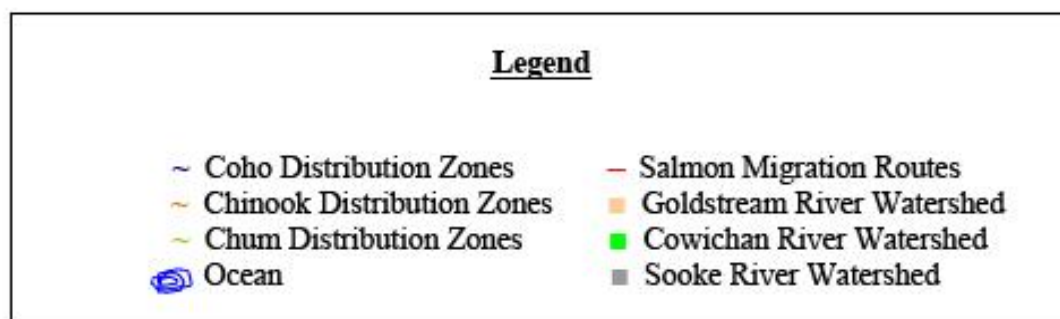 Legend
~ Coho Distribution Zones
~ Chinook Distribution Zones
~ Chum Distribution Zones
Ocean
– Salmon Migration Routes
Goldstream River Watershed
Cowichan River Watershed
Sooke River Watershed